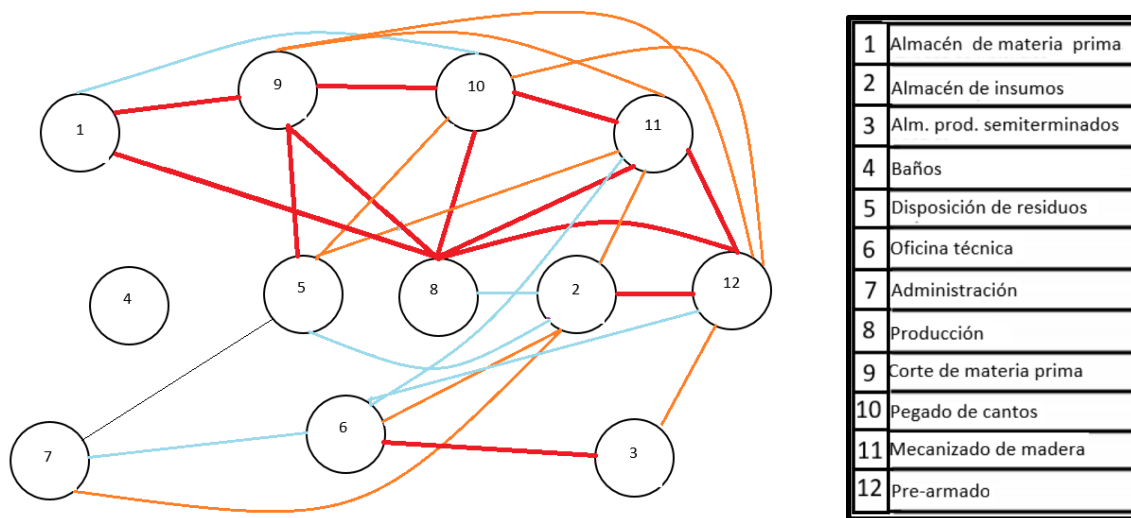 9
10
1
11
4
5
8
2
12
7
6
3
1 Almacén de materia prima
2 Almacén de insumos
3 Alm. prod. semiterminados
4 Baños
5 Disposición de residuos
6 Oficina técnica
7 Administración
8 Producción
9 Corte de materia prima
10 Pegado de cantos
11 Mecanizado de madera
12 Pre-armado